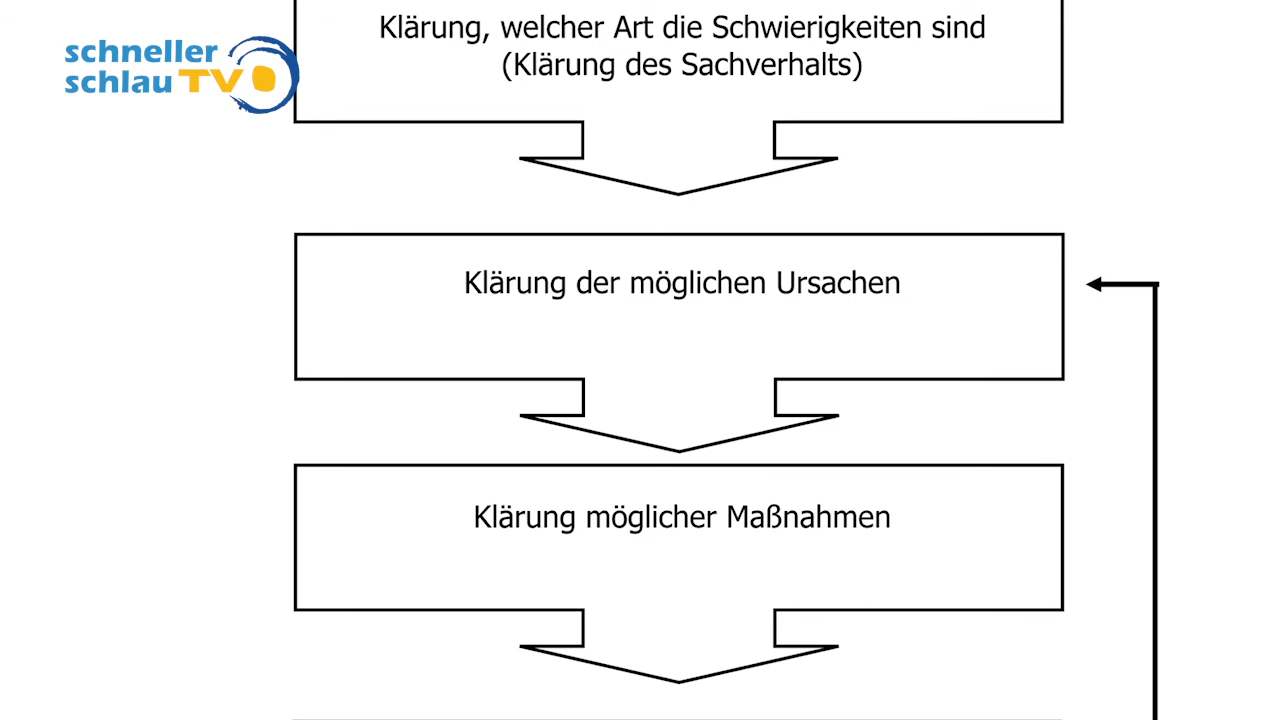 Klärung, welcher Art die Schwierigkeiten sind
(Klärung des Sachverhalts)
schneller
schlau TV
Klärung der möglichen Ursachen
Klärung möglicher Maßnahmen